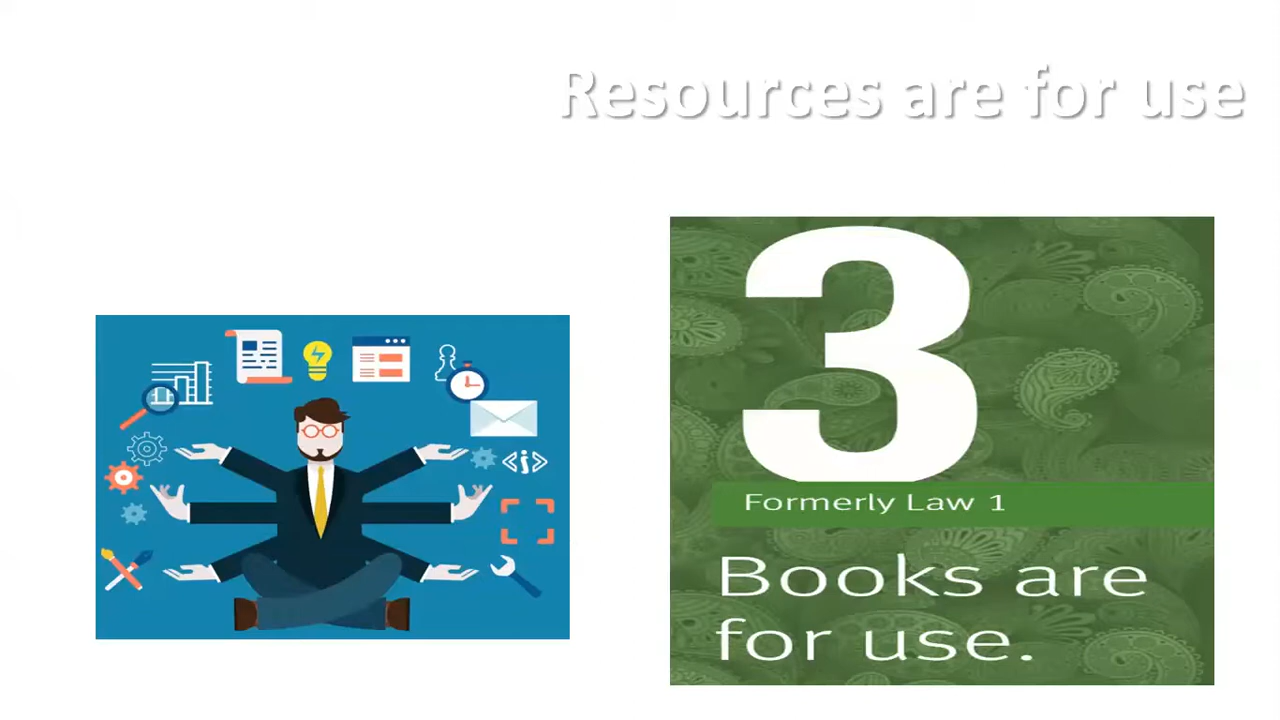 Resources are for use
3
Formerly Law 1
Books are
for use.
<i>